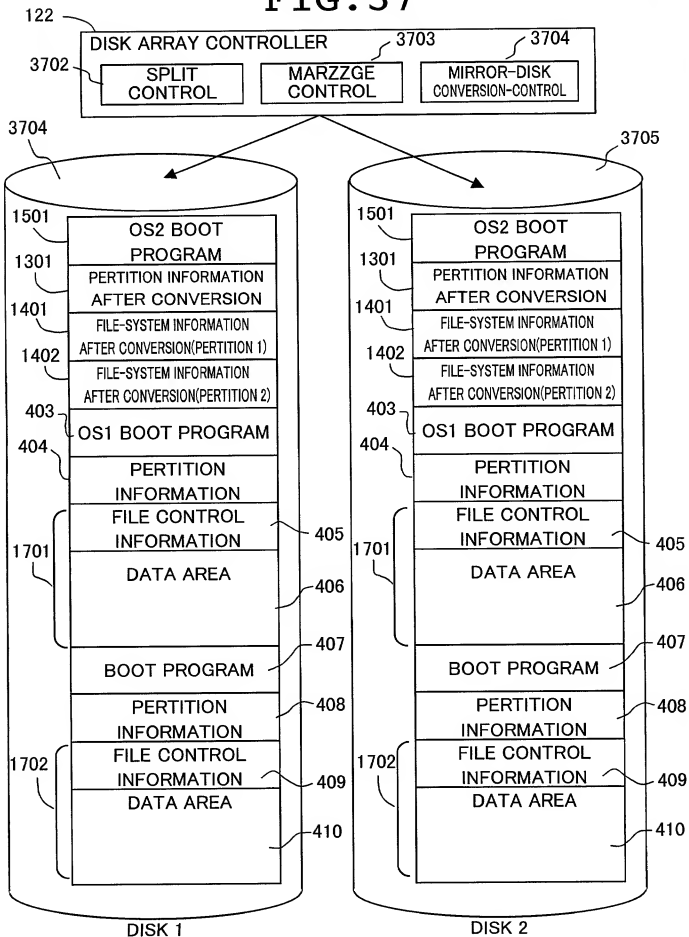 FIG.37
122
DISK ARRAY CONTROLLER
3702
3703
3704
SPLIT
CONTROL
MARZZGE
CONTROL
MIRROR-DISK
CONVERSION-CONTROL
3704
1501
OS2 BOOT
PROGRAM
1301
PERTITION INFORMATION
AFTER CONVERSION
1401
FILE-SYSTEM INFORMATION
AFTER CONVERSION(PERTITION 1)
1402
FILE-SYSTEM INFORMATION
AFTER CONVERSION(PERTITION 2)
403
OS1 BOOT PROGRAM
404
PERTITION
INFORMATION
1701
FILE CONTROL
INFORMATION
405
DATA AREA
406
407
BOOT PROGRAM
PERTITION
INFORMATION
408
1702
FILE CONTROL
INFORMATION
409
DATA AREA
410
DISK 1
3705
1501
OS2 BOOT
PROGRAM
1301
PERTITION INFORMATION
AFTER CONVERSION
1401
FILE-SYSTEM INFORMATION
AFTER CONVERSION(PERTITION 1)
1402
FILE-SYSTEM INFORMATION
AFTER CONVERSION(PERTITION 2)
403
OS1 BOOT PROGRAM
404
PERTITION
INFORMATION
1701
FILE CONTROL
INFORMATION
405
DATA AREA
406
407
BOOT PROGRAM
PERTITION
INFORMATION
408
1702
FILE CONTROL
INFORMATION
409
DATA AREA
410
DISK 2